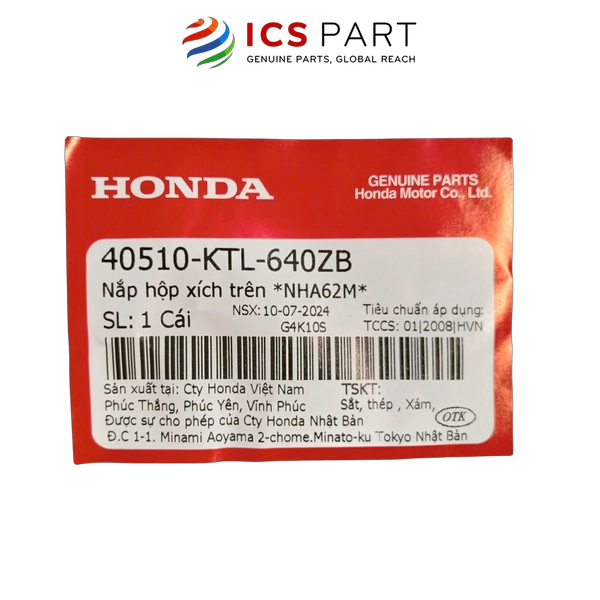 ICS PART
GENUINE PARTS, GLOBAL REACH
HONDA
GENUINE PARTS
Honda Motor Co., Ltd.
40510-KTL-640ZB
Nắp hộp xích trên *NHA62M*
SL: 1 Cái
NSX: 10-07-2024
G4K10S
Tiêu chuẩn áp dụng:
TCCS: 01|2008|HVN
Sản xuất tại: Cty Honda Việt Nam
Phúc Thắng, Phúc Yên, Vĩnh Phúc
Được sự cho phép của Cty Honda Nhật Bản
Đ.C 1-1. Minami Aoyama 2-chome.Minato-ku Tokyo Nhật Bản
TSKT:
Sắt, thép , Xám,
OTK